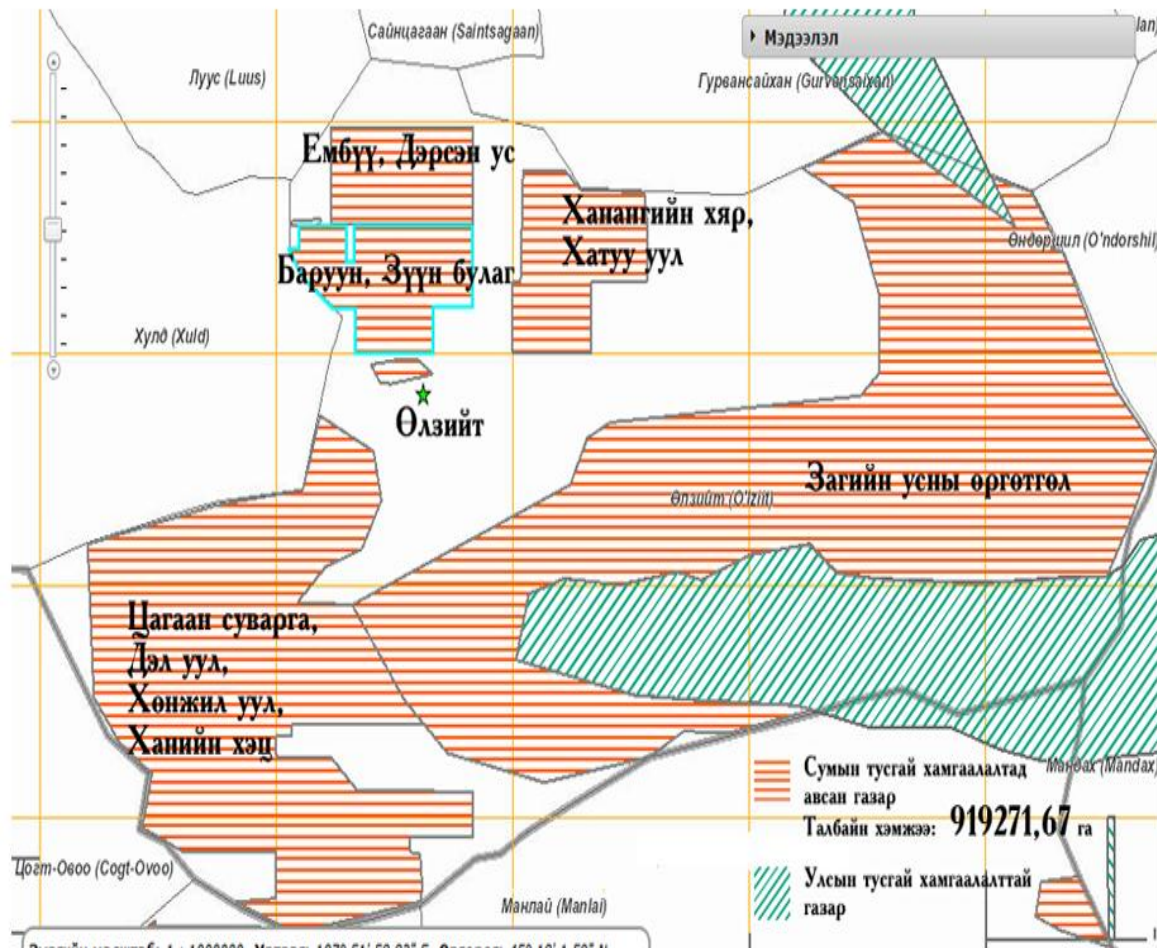 Сайнцагаан (Saintsagaan)
Мэдээлэл
Луус (Luus)
Гурвансайхан (Gurvansaixan)
Ембүү, Дэрсэн ус
Ханангийн хяр,
Хатуу уул
Өндөршил (O'ndorshil)
Баруун, Зүүн булаг
Хулд (Xuld)
Өлзийт
Загийн усны өргөтгөл
Өлзийт (O'lziit)
Цагаан суварга,
Дэл уул,
Хонжил уул,
Ханийн хэц
Сумын тусгай хамгаалалтад
авсан газар
Талбайн хэмжээ: 919271,67 га
Мандах (Mandax)
Цогт-Овоо (Cogt-Ovoo)
Улсын тусгай хамгаалалттай
газар
Манлай (Manlai)